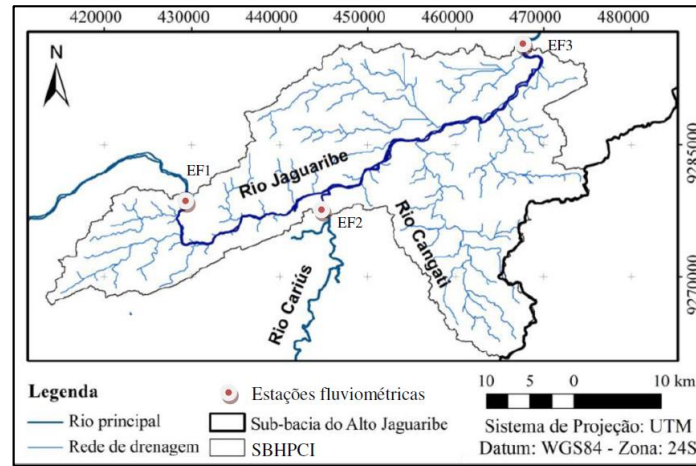 420000 430000 440000 450000 460000 470000 480000
N
EF3
EF1
Rio Jaguaribe
EF2
Rio Cariús
Rio Cangati
9270000
Legenda
Rio principal
Rede de drenagem
Estações fluviométricas
Sub-bacia do Alto Jaguaribe
SBHPCI
10 5 0 10 km
Sistema de Projeção: UTM
Datum: WGS84 - Zona: 24S